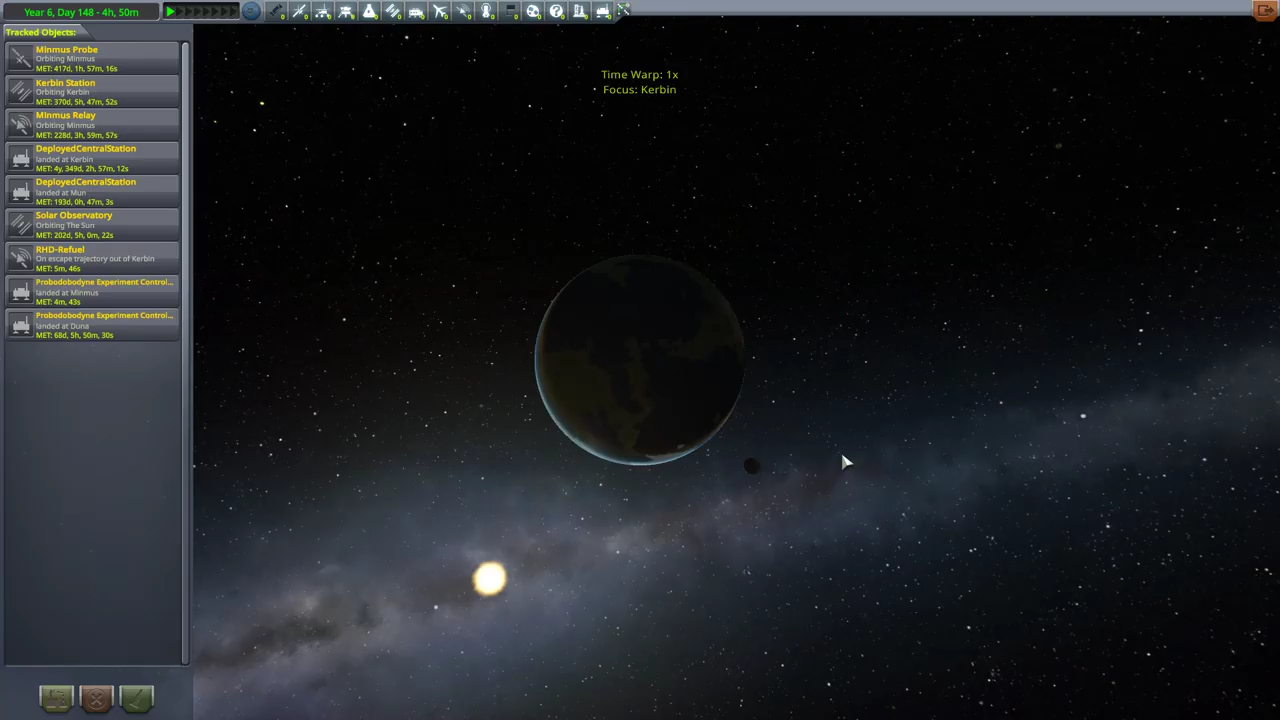 Year 6, Day 148 - 4h, 50m
Tracked Objects:
Minmus Probe
Orbiting Minmus
MET: 417d, 1h, 57m, 16s
Kerbin Station
Orbiting Kerbin
MET: 370d, 5h, 47m, 52s
Minmus Relay
Orbiting Minmus
MET: 228d, 3h, 59m, 57s
DeployedCentralStation
landed at Kerbin
MET: 4y, 349d, 2h, 57m, 12s
DeployedCentralStation
landed at Mun
MET: 193d, 0h, 47m, 3s
Solar Observatory
Orbiting The Sun
MET: 202d, 5h, 0m, 22s
RHD-Refuel
On escape trajectory out of Kerbin
MET: 5m, 46s
Probodobodyne Experiment Control...
landed at Minmus
MET: 4m, 43s
Probodobodyne Experiment Control...
landed at Duna
MET: 68d, 5h, 50m, 30s
Time Warp: 1x
Focus: Kerbin